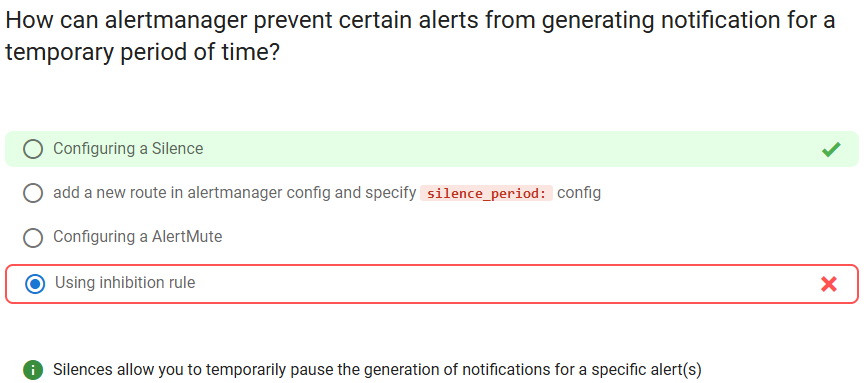 How can alertmanager prevent certain alerts from generating notification for a
temporary period of time?
Configuring a Silence
add a new route in alertmanager config and specify silence_period: config
Configuring a AlertMute
Using inhibition rule
Silences allow you to temporarily pause the generation of notifications for a specific alert(s)